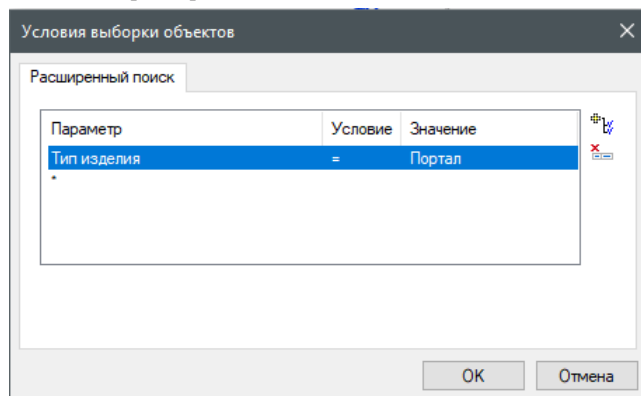 Условия выборки объектов
Расширенный поиск
Параметр Условие Значение
Тип изделия = Портал
*
OK Отмена